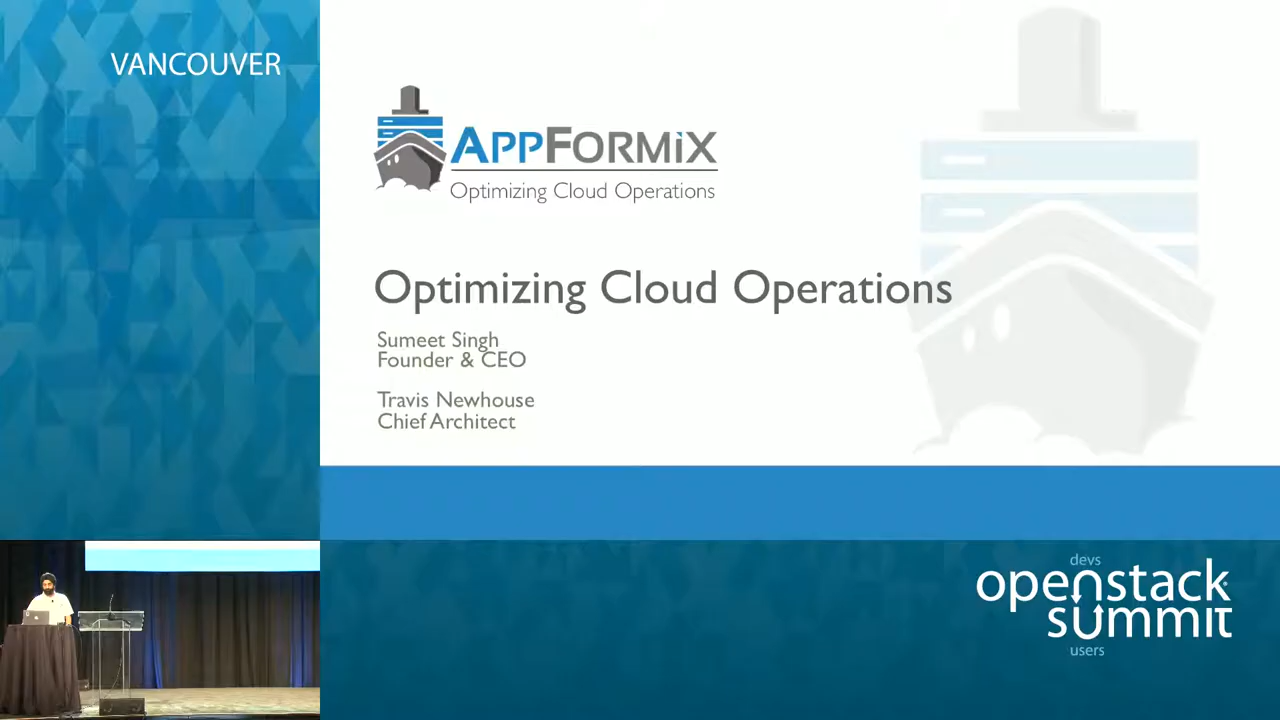 VANCOUVER
APPFORMIX
Optimizing Cloud Operations
Optimizing Cloud Operations
Sumeet Singh
Founder & CEO
Travis Newhouse
Chief Architect
devs
openstack
summit
users